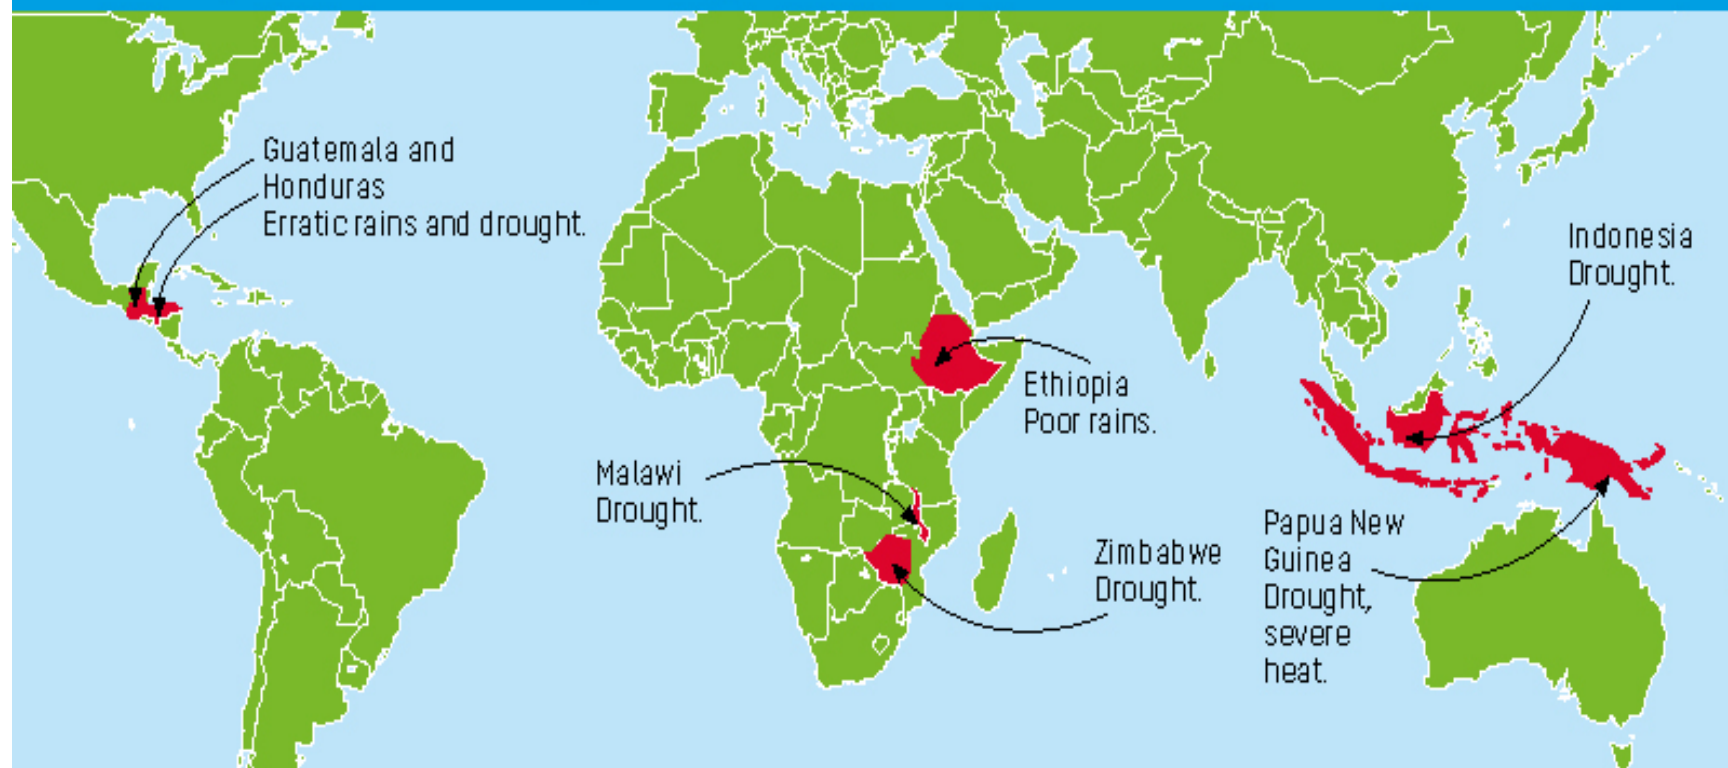 Guatemala and
Honduras
Erratic rains and drought.
Indonesia
Drought.
Ethiopia
Poor rains.
Malawi
Drought.
Zimbabwe
Drought.
Papua New
Guinea
Drought,
severe
heat.